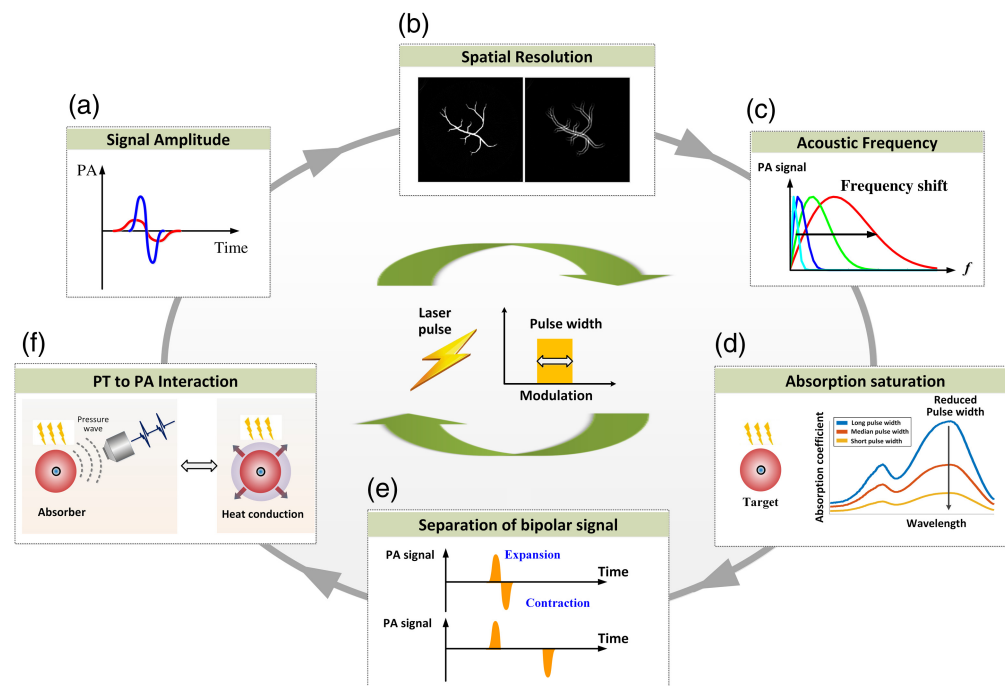 (a)
Signal Amplitude
PA
Time
(b)
Spatial Resolution
(c)
Acoustic Frequency
PA signal
Frequency shift
f
Laser
pulse
Pulse width
Modulation
(d)
Absorption saturation
Reduced
Pulse width
Long pulse width
Median pulse width
Short pulse width
Absorption coefficient
Target
Wavelength
(e)
Separation of bipolar signal
PA signal
Expansion
Time
Contraction
PA signal
Time
(f)
PT to PA Interaction
Pressure
wave
Absorber
Heat conduction